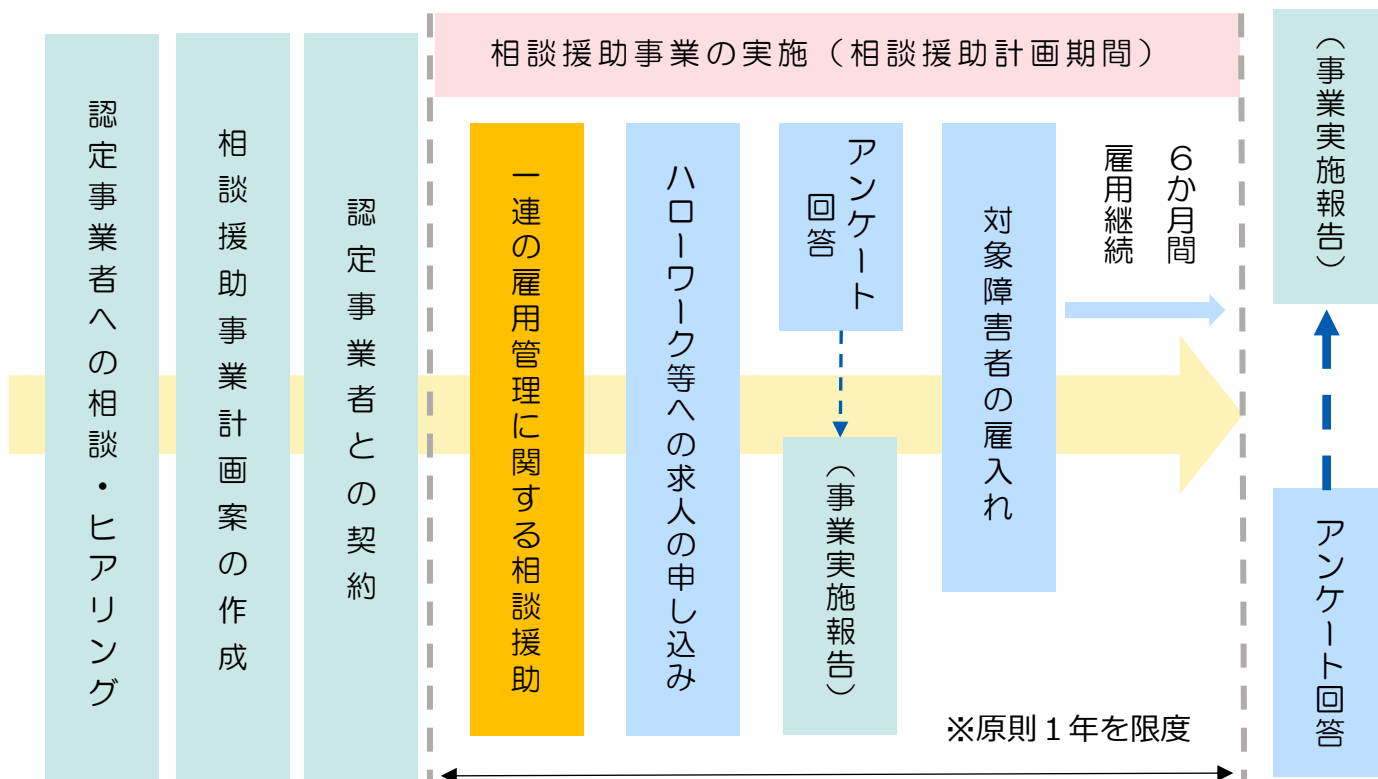 認定事業者への相談・ヒアリング
相談援助事業計画案の作成
認定事業者との契約
相談援助事業の実施（相談援助計画期間）
一連の雇用管理に関する相談援助
ハローワーク等への求人の申し込み
アンケート
回答
（事業実施報告）
対象障害者の雇入れ
６か月間
雇用継続
※原則１年を限度
（事業実施報告）
アンケート回答